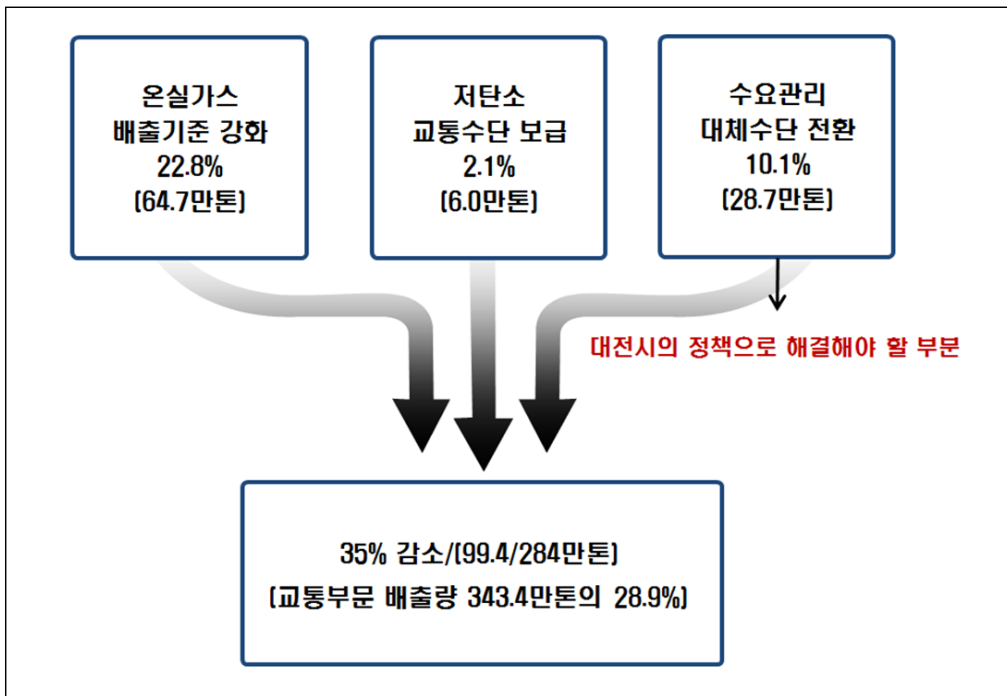 온실가스
배출기준 강화
22.8%
(64.7만톤)
저탄소
교통수단 보급
2.1%
(6.0만톤)
수요관리
대체수단 전환
10.1%
(28.7만톤)
대전시의 정책으로 해결해야 할 부분
35% 감소/(99.4/284만톤)
(교통부문 배출량 343.4만톤의 28.9%)